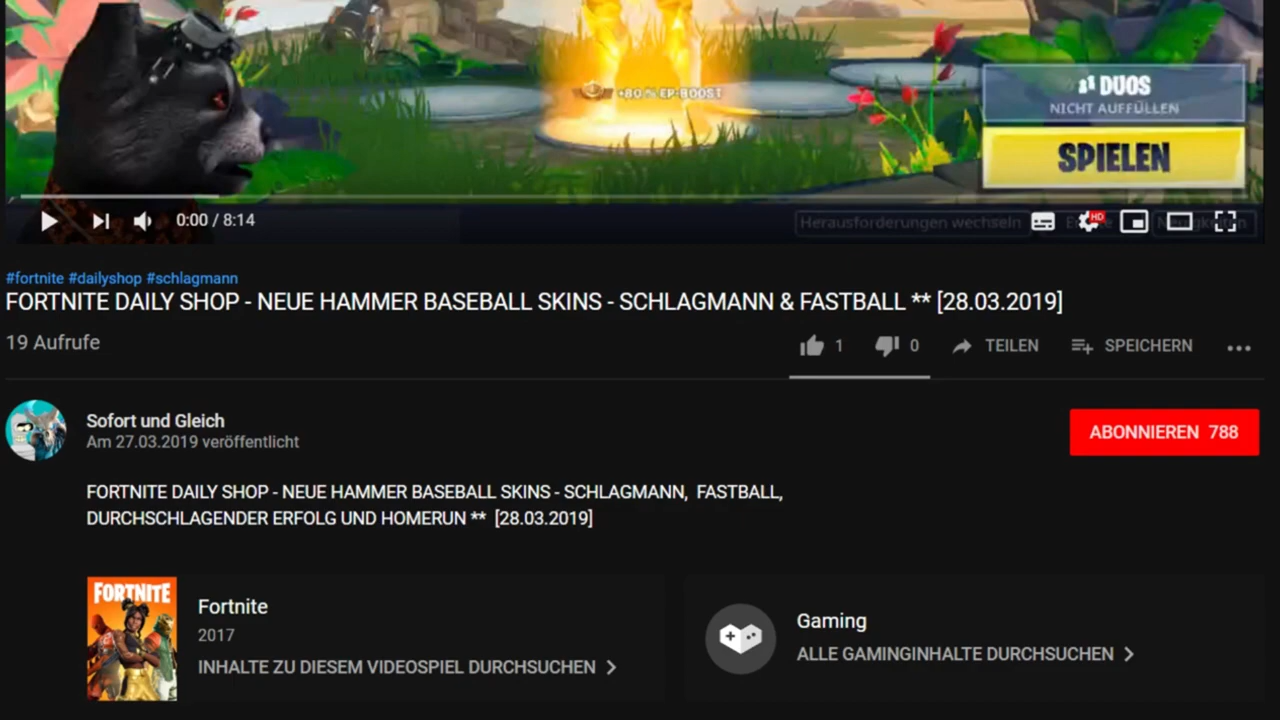 +80 % EP-BOOST
DUOS
NICHT AUFFÜLLEN
SPIELEN
0:00 / 8:14
Herausforderungen wechseln
HD
#fortnite #dailyshop #schlagmann
FORTNITE DAILY SHOP - NEUE HAMMER BASEBALL SKINS - SCHLAGMANN & FASTBALL ** [28.03.2019]
19 Aufrufe
1
0
TEILEN
SPEICHERN
Sofort und Gleich
Am 27.03.2019 veröffentlicht
ABONNIEREN 788
FORTNITE DAILY SHOP - NEUE HAMMER BASEBALL SKINS - SCHLAGMANN, FASTBALL,
DURCHSCHLAGENDER ERFOLG UND HOMERUN ** [28.03.2019]
FORTNITE
Fortnite
2017
INHALTE ZU DIESEM VIDEOSPIEL DURCHSUCHEN
Gaming
ALLE GAMINGINHALTE DURCHSUCHEN